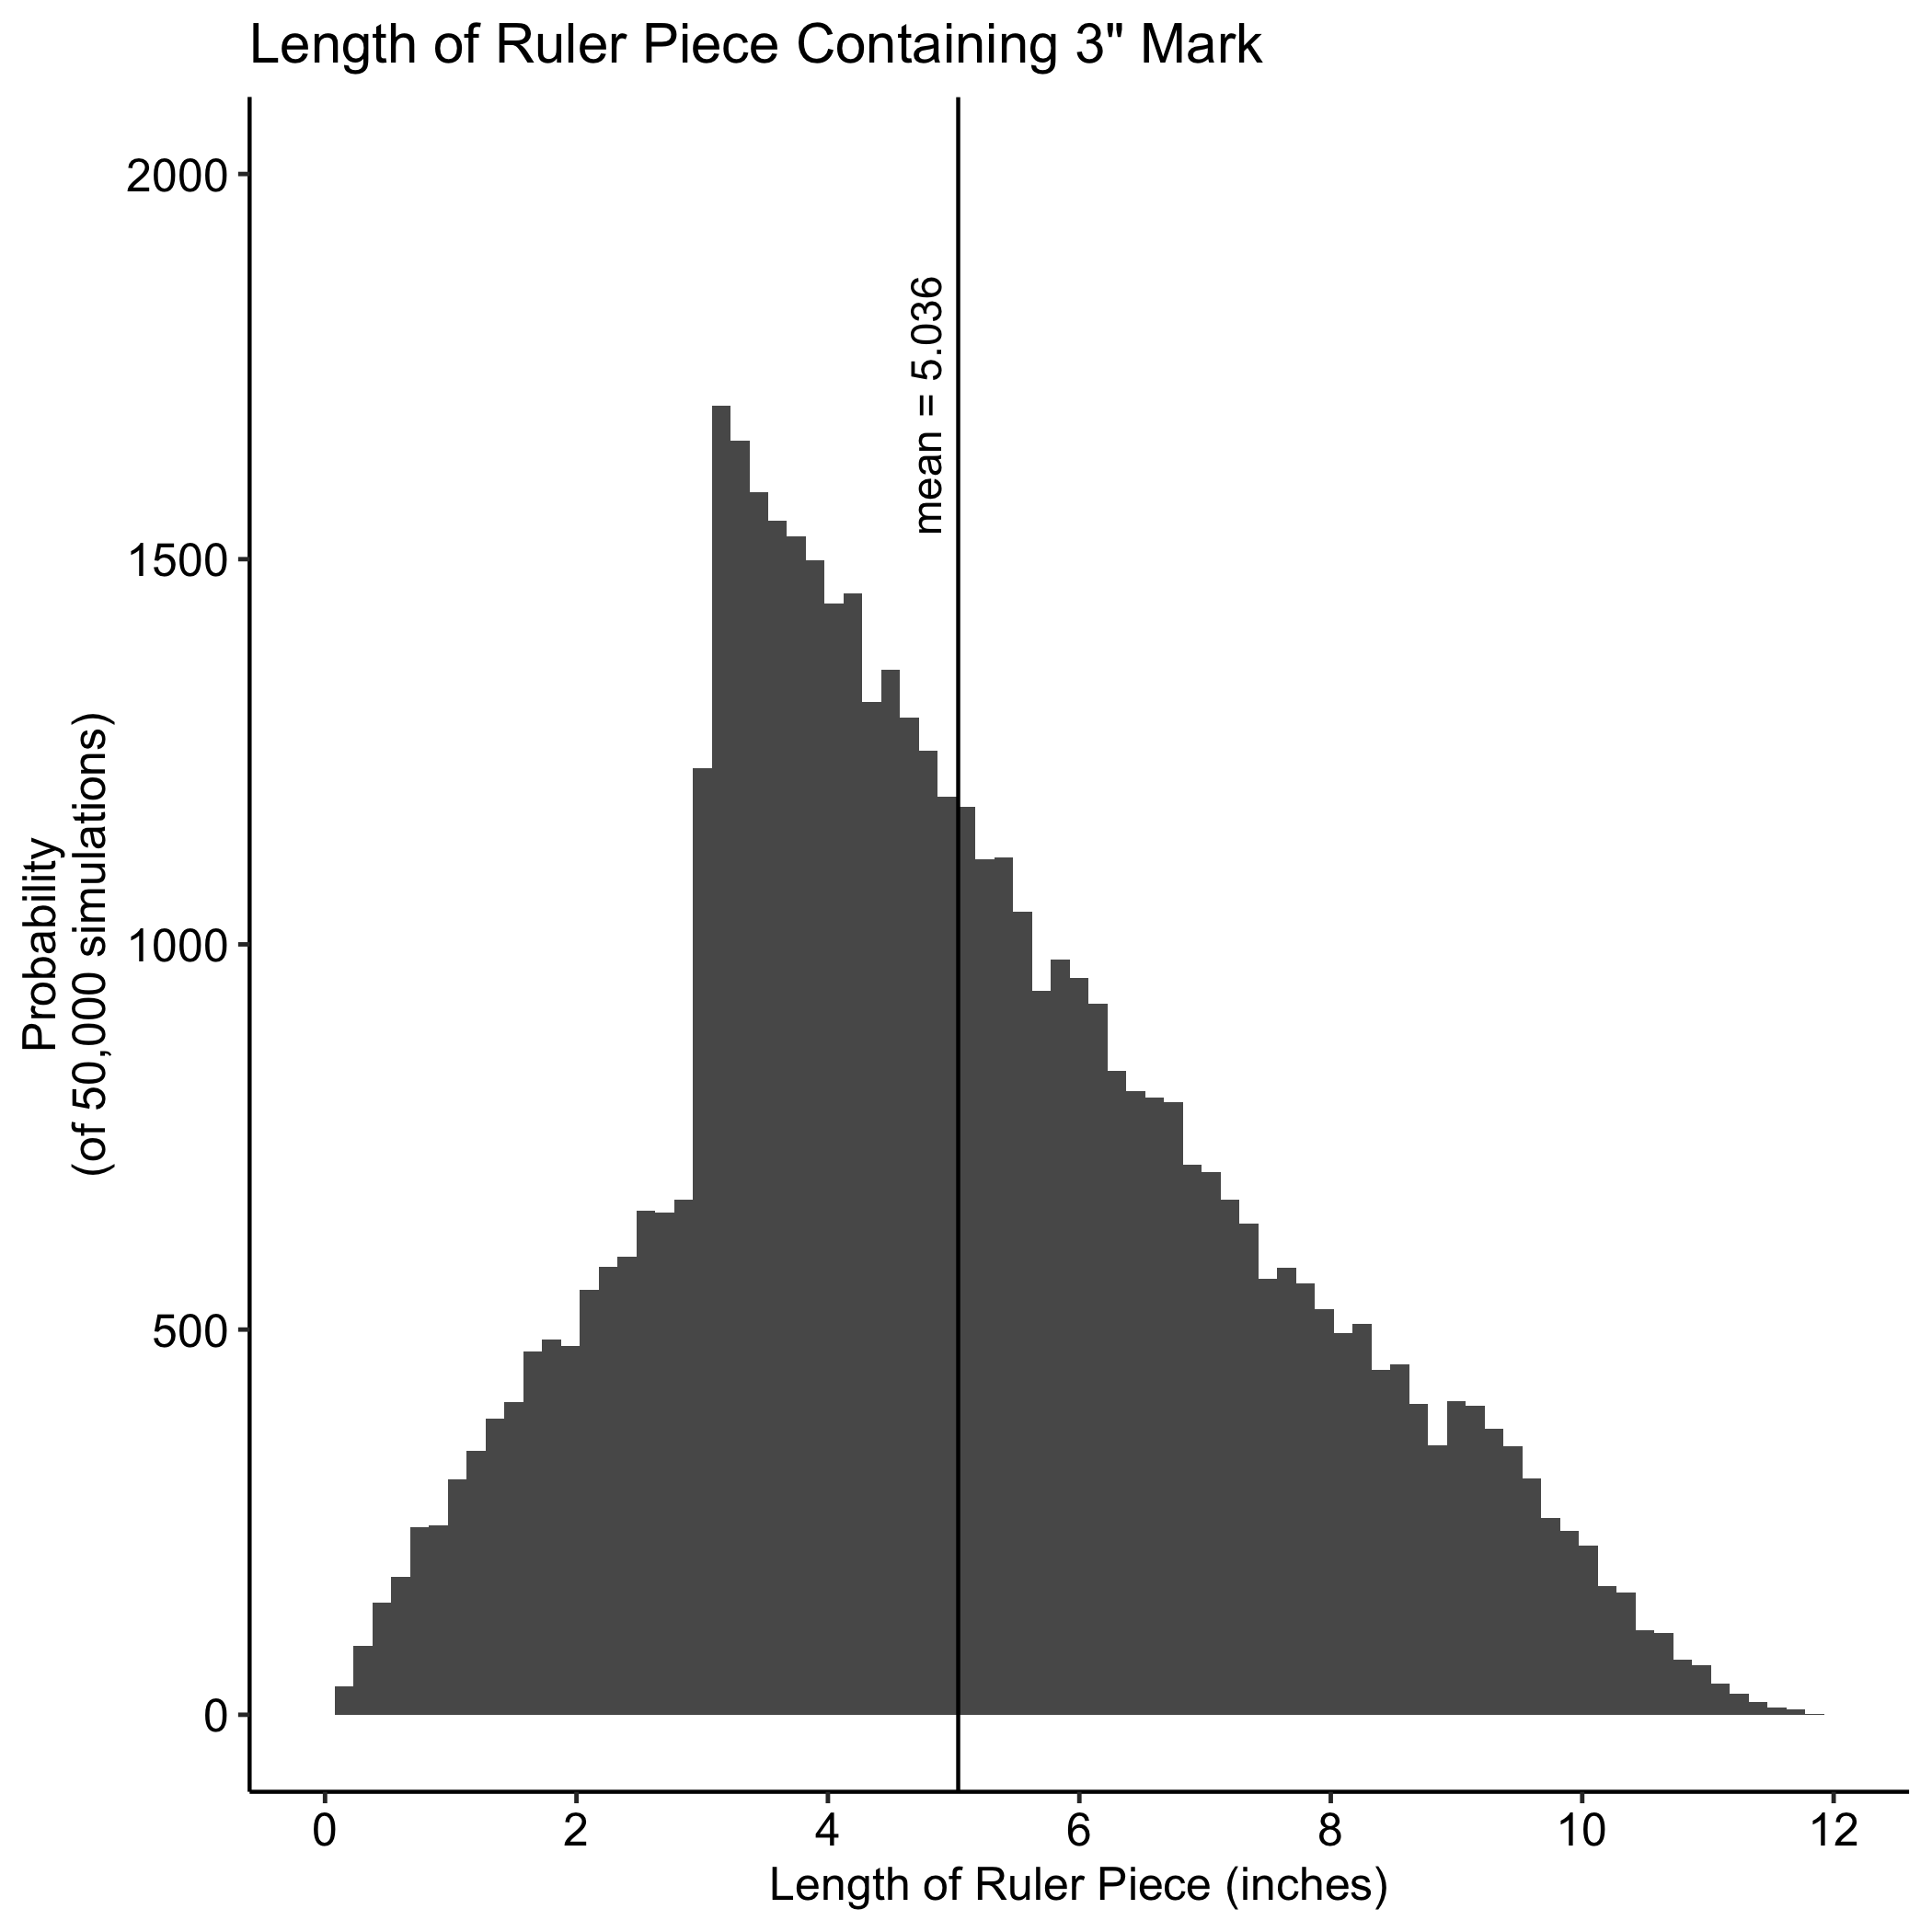 Length of Ruler Piece Containing 3" Mark
Probability
(of 50,000 simulations)
2000
1500
1000
500
0
mean = 5.036
0 2 4 6 8 10 12
Length of Ruler Piece (inches)